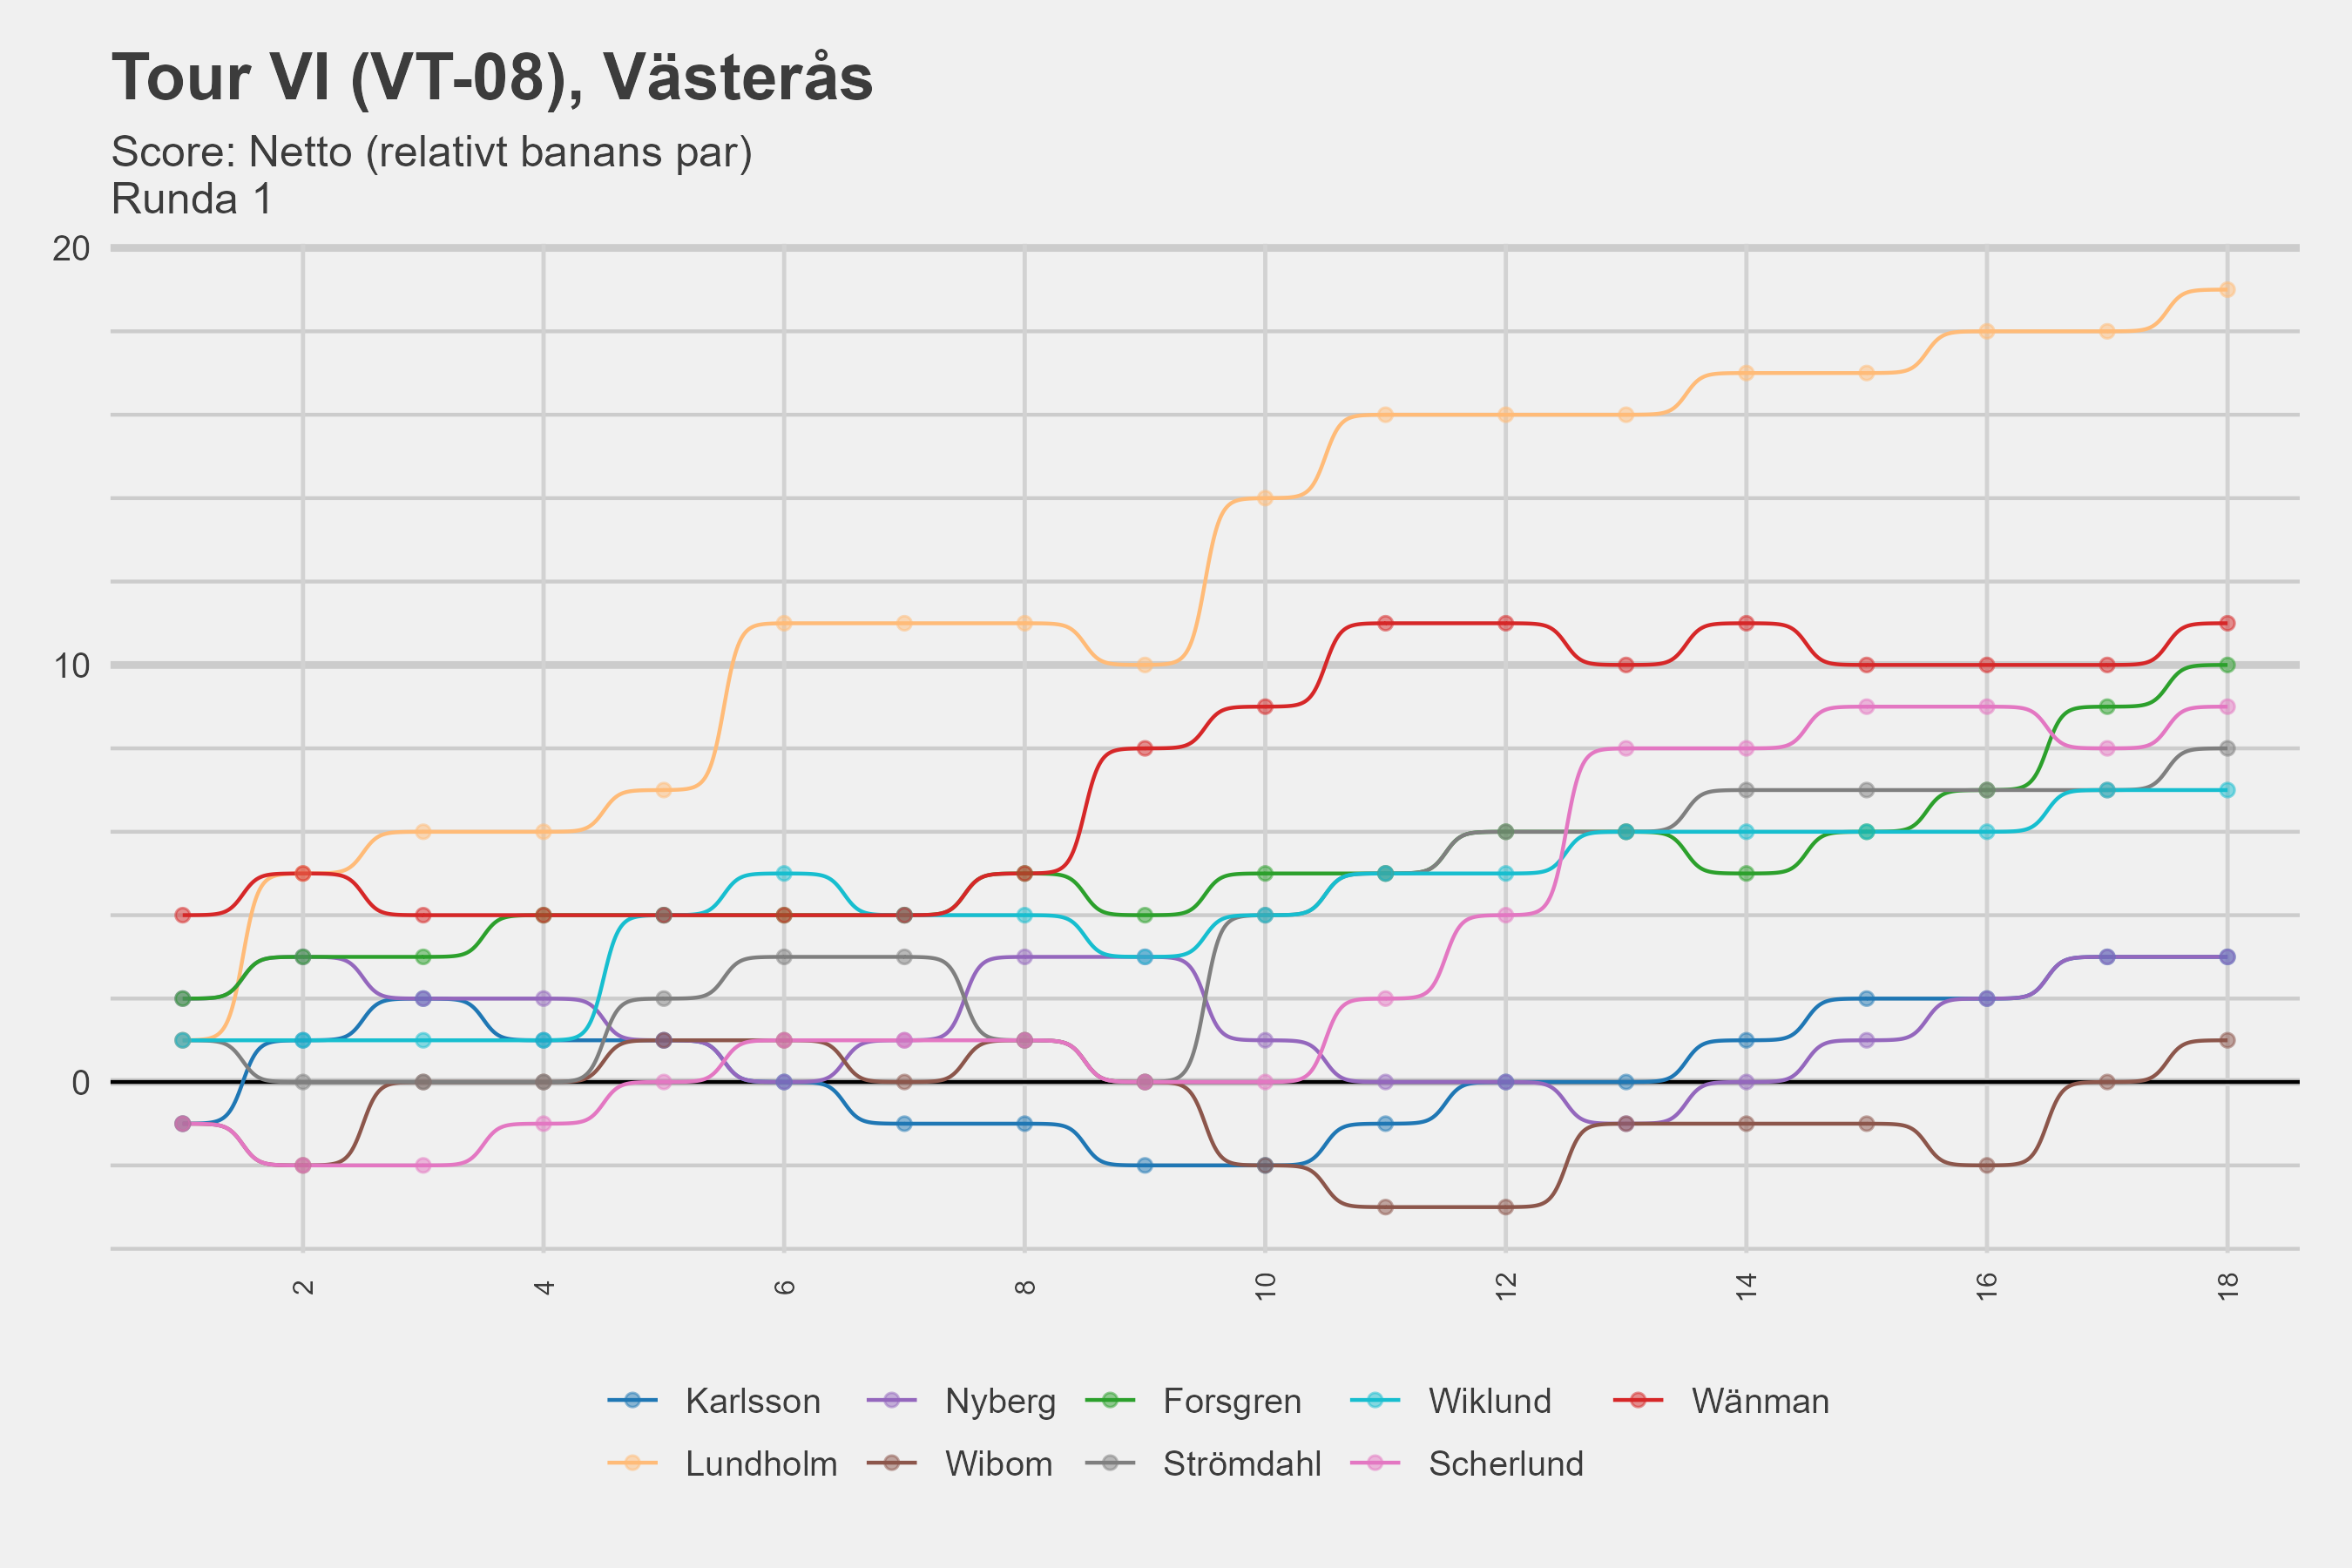 Tour VI (VT-08), Västerås
Score: Netto (relativt banans par)
Runda 1
20
10
0
2 4 6 8 10 12 14 16 18
Karlsson Nyberg Forsgren Wiklund Wänman
Lundholm Wibom Strömdahl Scherlund